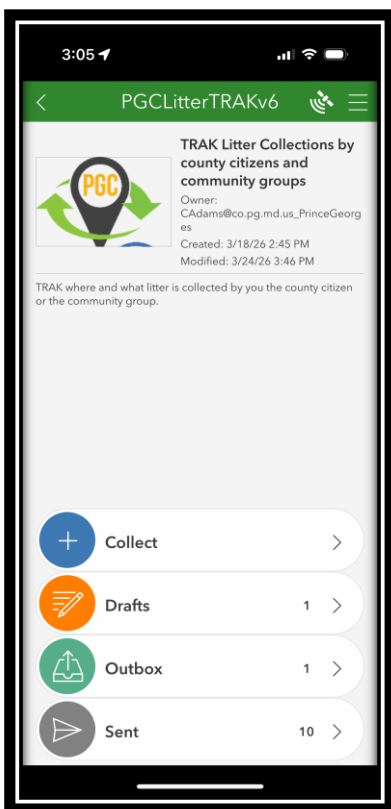 3:05
PGCLitterTRAKv6
PGC
TRAK Litter Collections by
county citizens and
community groups
Owner:
CAdams@co.pg.md.us_PrinceGeorg
es
Created: 3/18/26 2:45 PM
Modified: 3/24/26 3:46 PM
TRAK where and what litter is collected by you the county citizen
or the community group.
Collect
Drafts 1
Outbox 1
Sent 10